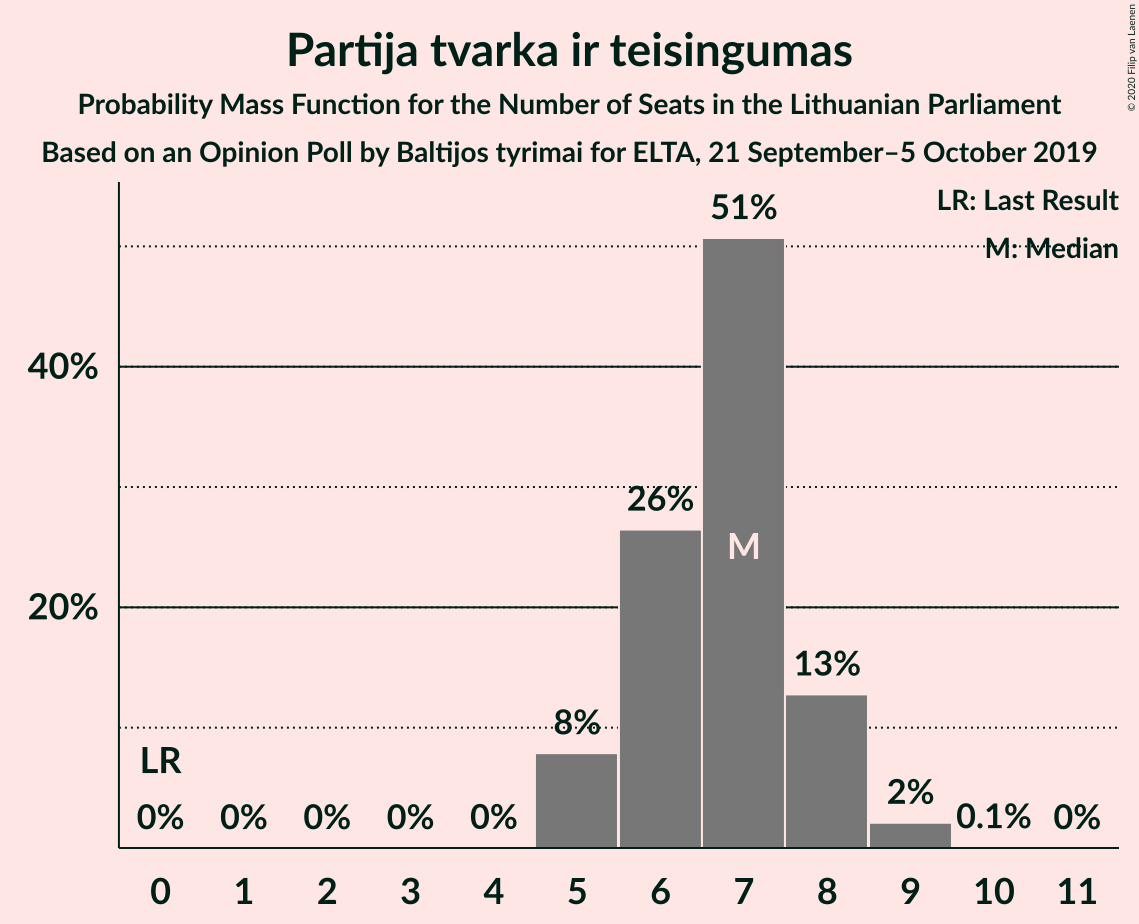 Partija tvarka ir teisingumas
Probability Mass Function for the Number of Seats in the Lithuanian Parliament
Based on an Opinion Poll by Baltijos tyrimai for ELTA, 21 September–5 October 2019
© 2020 Filip van Laenen
LR: Last Result
M: Median
51%
40%
26%
M
20%
13%
8%
LR
2%
0% 0% 0% 0% 0% 0.1% 0%
0 1 2 3 4 5 6 7 8 9 10 11